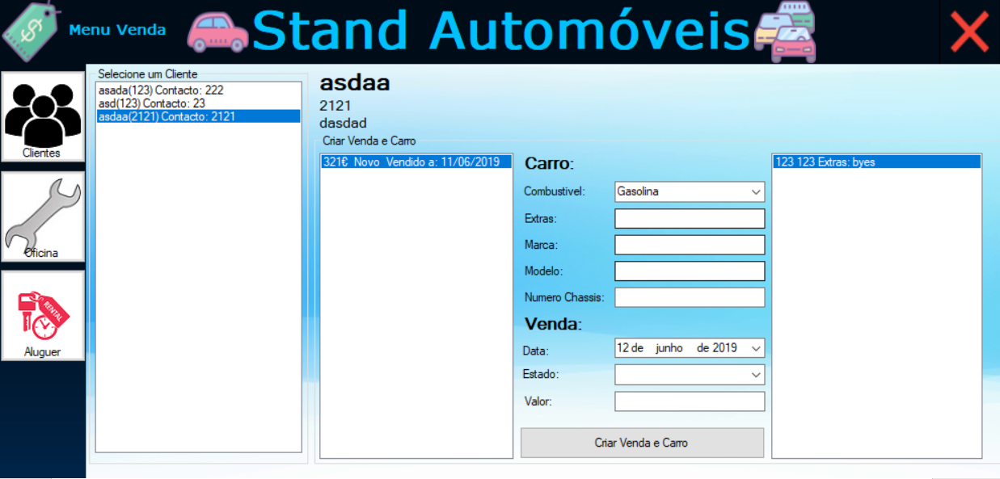 Menu Venda
Stand Automóveis
Clientes
Oficina
RENTAL
Aluguer
Selecione um Cliente
asada(123) Contacto: 222
asd(123) Contacto: 23
asdaa(2121) Contacto: 2121
asdaa
2121
dasdad
Criar Venda e Carro
321€ Novo Vendido a: 11/06/2019
Carro:
Combustivel: Gasolina
Extras:
Marca:
Modelo:
Numero Chassis:
Venda:
Data: 12 de junho de 2019
Estado:
Valor:
Criar Venda e Carro
123 123 Extras: byes